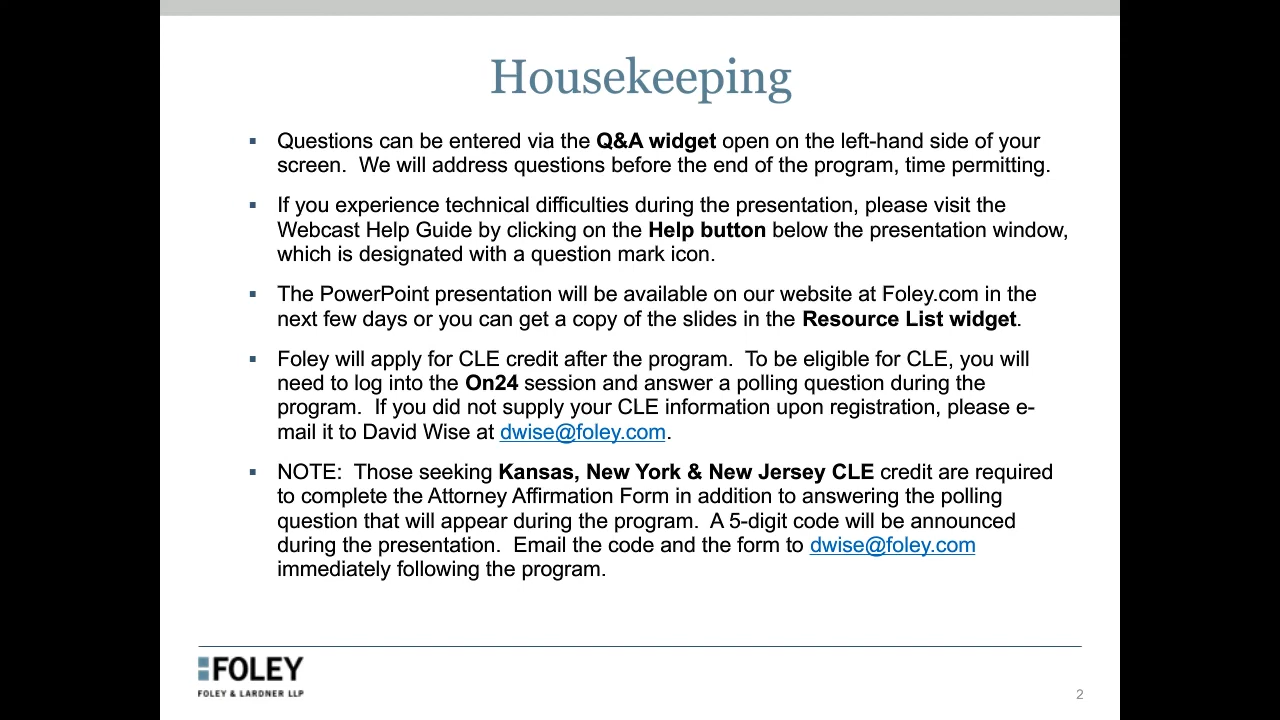 Housekeeping
▪ Questions can be entered via the Q&A widget open on the left-hand side of your
screen.  We will address questions before the end of the program, time permitting.
▪ If you experience technical difficulties during the presentation, please visit the
Webcast Help Guide by clicking on the Help button below the presentation window,
which is designated with a question mark icon.
▪ The PowerPoint presentation will be available on our website at Foley.com in the
next few days or you can get a copy of the slides in the Resource List widget.
▪ Foley will apply for CLE credit after the program.  To be eligible for CLE, you will
need to log into the On24 session and answer a polling question during the
program.  If you did not supply your CLE information upon registration, please e-
mail it to David Wise at dwise@foley.com.
▪ NOTE:  Those seeking Kansas, New York & New Jersey CLE credit are required
to complete the Attorney Affirmation Form in addition to answering the polling
question that will appear during the program.  A 5-digit code will be announced
during the presentation.  Email the code and the form to dwise@foley.com
immediately following the program.
FOLEY
FOLEY & LARDNER LLP
2